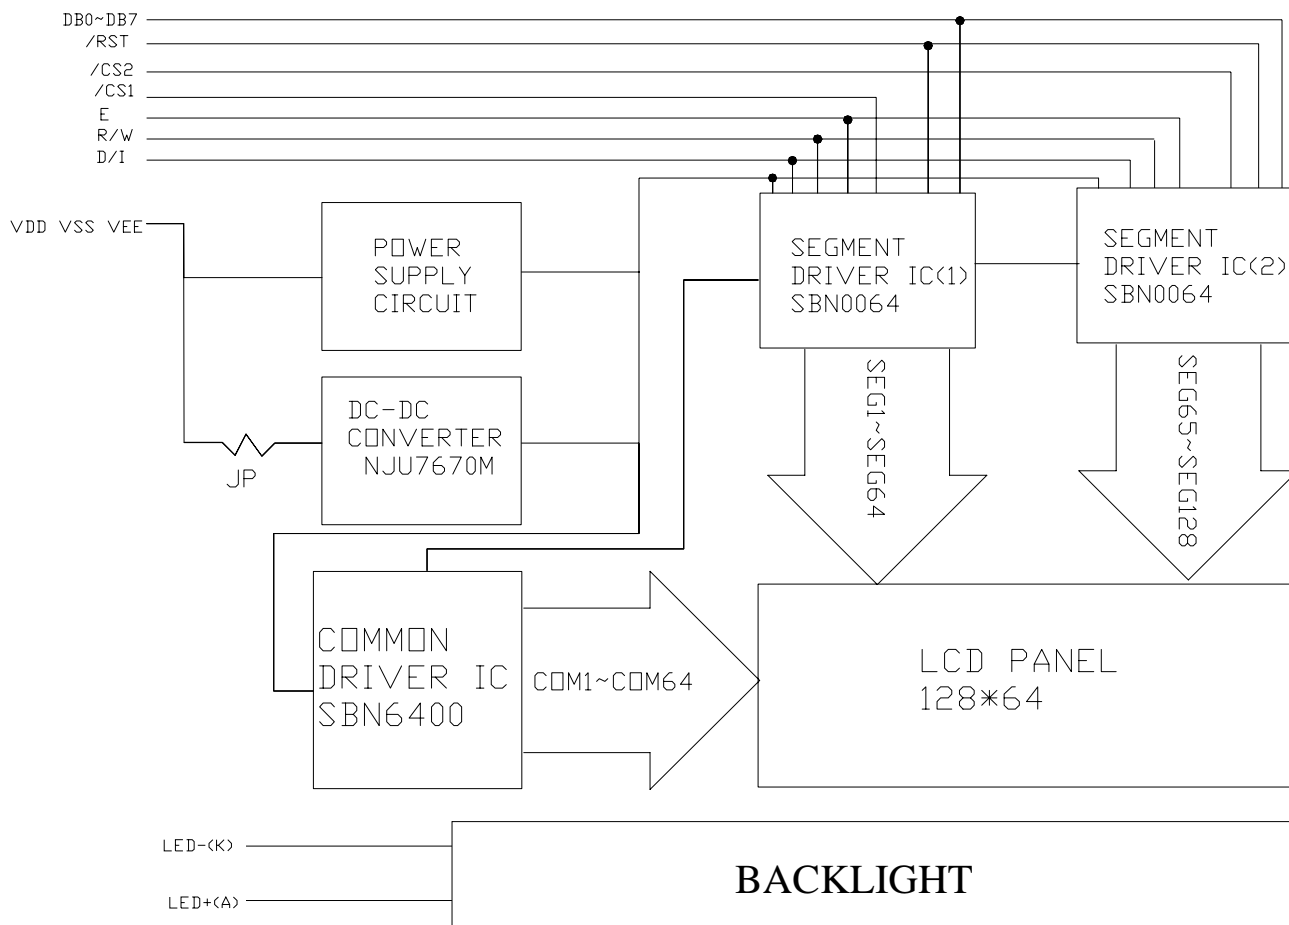 DB0~DB7
/RST
/CS2
/CS1
E
R/W
D/I
VDD VSS VEE
POWER
SUPPLY
CIRCUIT
SEGMENT
DRIVER IC(1)
SBN0064
SEGMENT
DRIVER IC(2)
SBN0064
DC-DC
CONVERTER
NJU7670M
JP
SEG1~SEG64
SEG65~SEG128
COMMON
DRIVER IC
SBN6400
COM1~COM64
LCD PANEL
128*64
LED-(K)
LED+(A)
BACKLIGHT